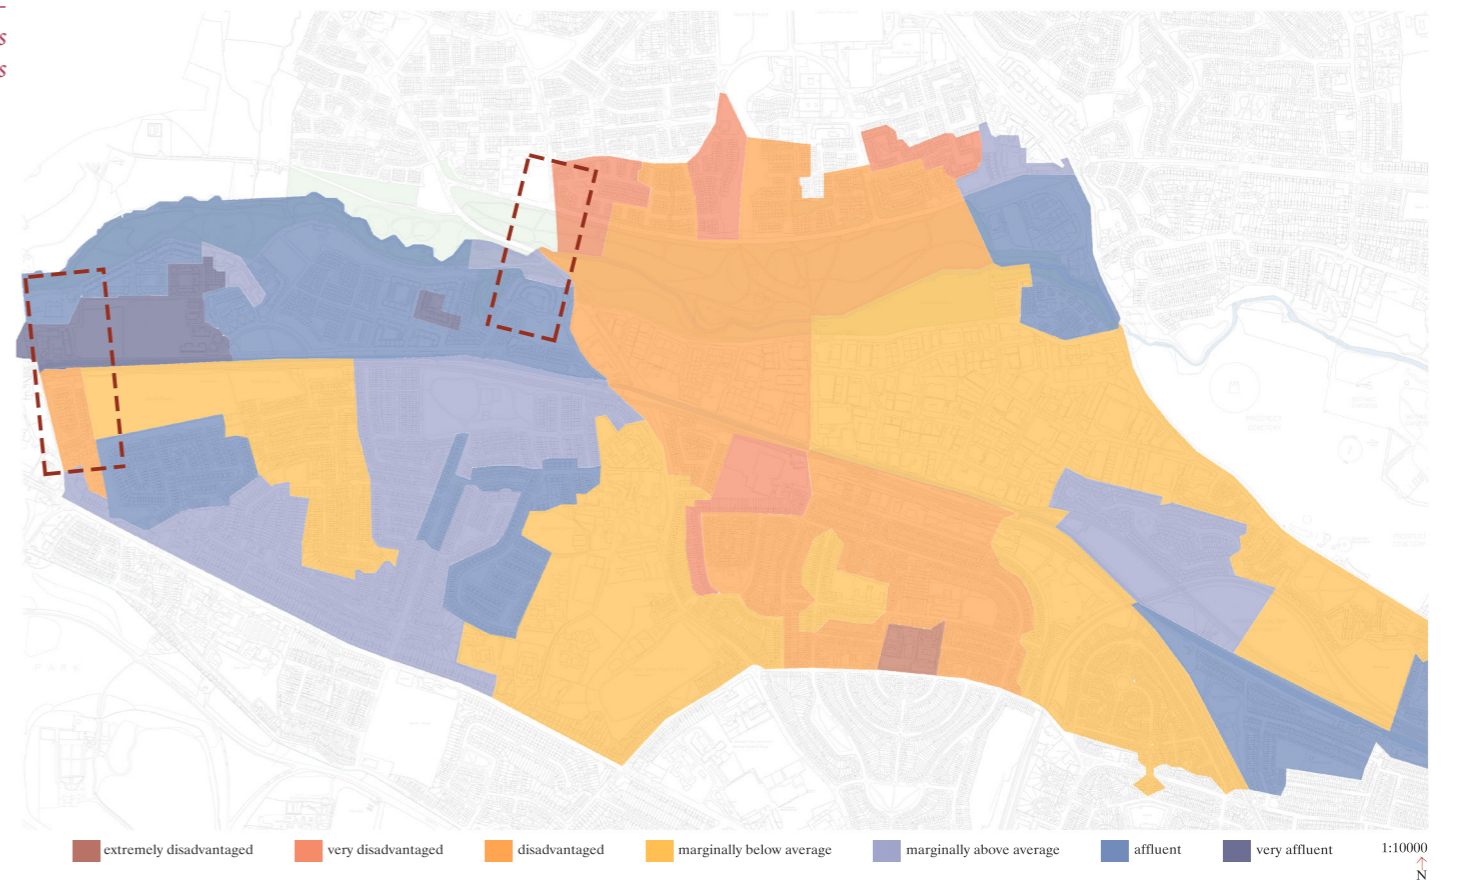 s
s
extremely disadvantaged
very disadvantaged
disadvantaged
marginally below average
marginally above average
affluent
very affluent
1:10000
N